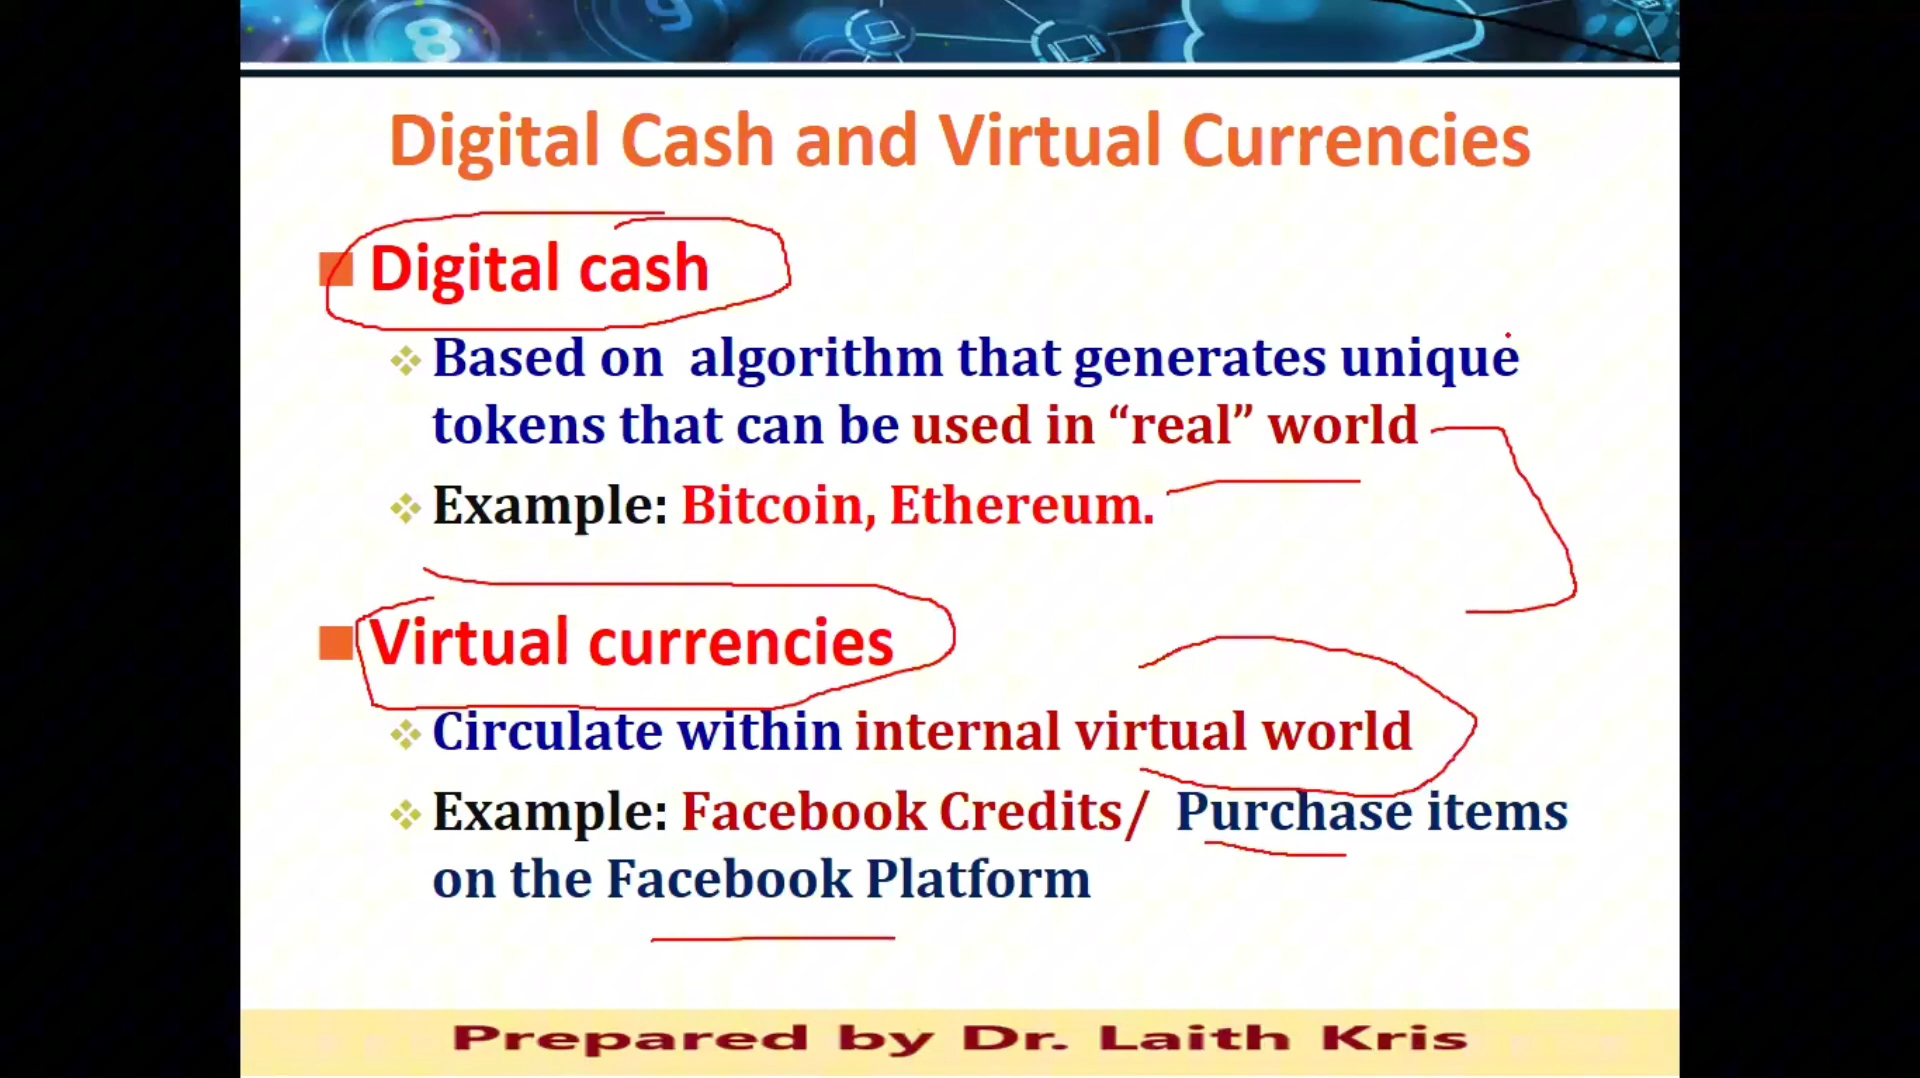 8 9
Digital Cash and Virtual Currencies
Digital cash
Based on algorithm that generates unique
tokens that can be used in “real” world
Example: Bitcoin, Ethereum.
Virtual currencies
Circulate within internal virtual world
Example: Facebook Credits/ Purchase items
on the Facebook Platform
Prepared by Dr. Laith Kris